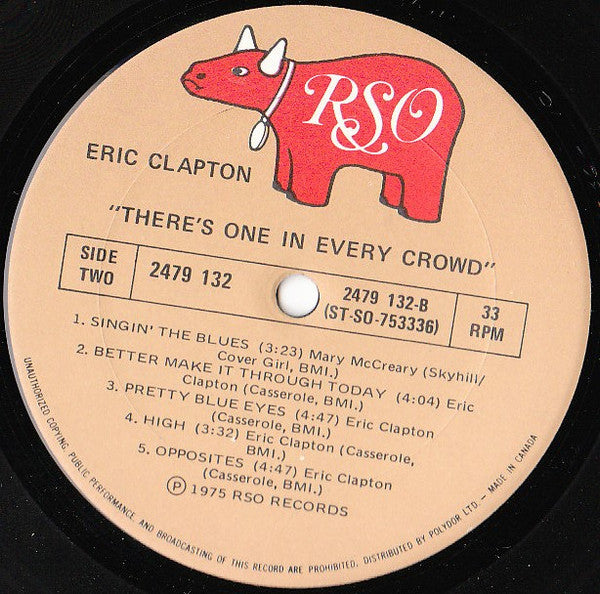 RSO
ERIC CLAPTON
"THERE'S ONE IN EVERY CROWD"
SIDE
TWO
2479 132
2479 132-B
(ST-SO-753336)
33
RPM
1. SINGIN' THE BLUES (3:23) Mary McCreary (Skyhill/
Cover Girl, BMI.)
2. BETTER MAKE IT THROUGH TODAY (4:04) Eric
Clapton (Casserole, BMI.)
3. PRETTY BLUE EYES (4:47) Eric Clapton
(Casserole, BMI.)
4. HIGH (3:32) Eric Clapton (Casserole,
BMI.)
5. OPPOSITES (4:47) Eric Clapton
(Casserole, BMI.)
Ⓟ 1975 RSO RECORDS
UNAUTHORIZED COPYING, PUBLIC PERFORMANCE, AND BROADCASTING OF THIS RECORD ARE PROHIBITED. DISTRIBUTED BY POLYDOR LTD. – MADE IN CANADA